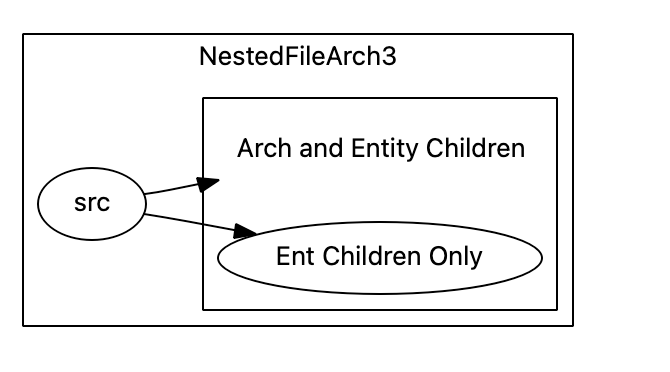 NestedFileArch3
Arch and Entity Children
src
Ent Children Only